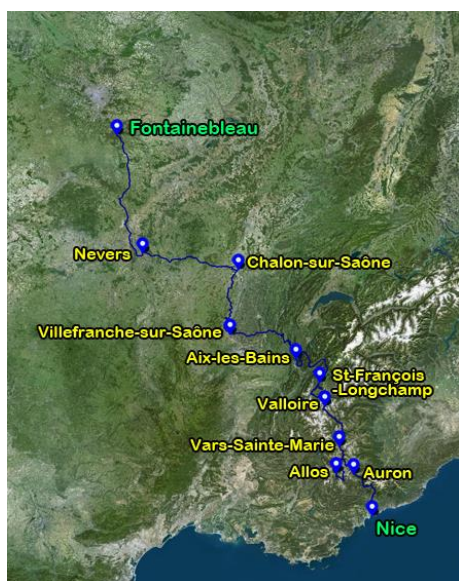 Fontainebleau
Nevers
Chalon-sur-Saône
Villefranche-sur-Saône
Aix-les-Bains
St-François
-Longchamp
Valloire
Vars-Sainte-Marie
Allos
Auron
Nice